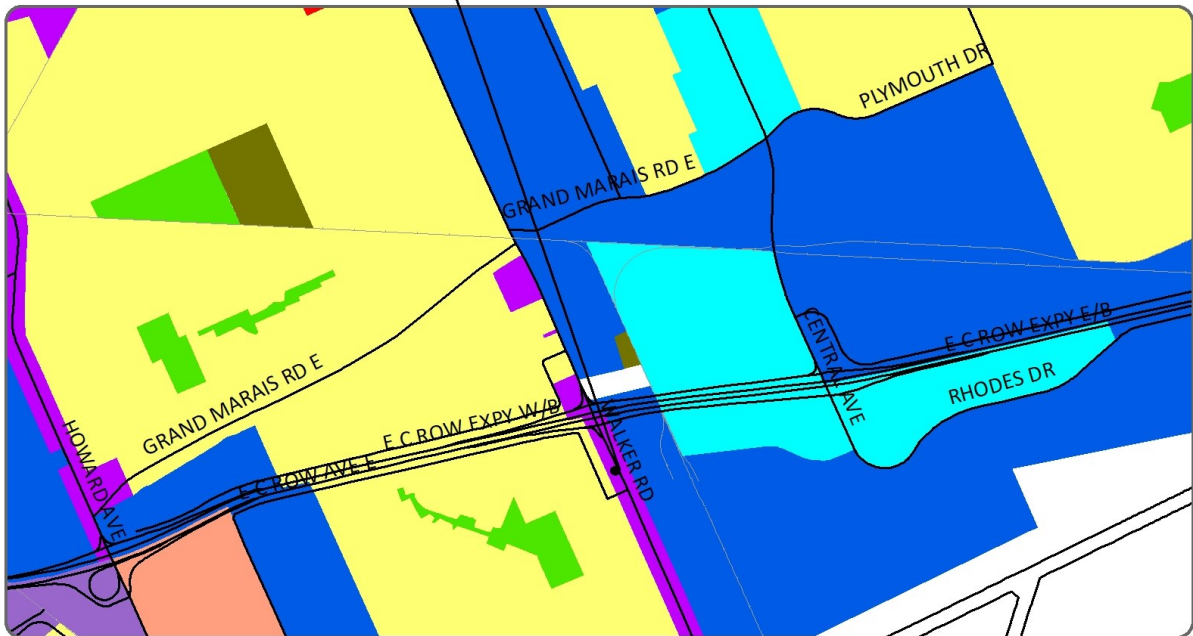 PLYMOUTH DR
GRAND MARAIS RD E
CENTRAL AVE
E C ROW EXPY E/B
RHODES DR
GRAND MARAIS RD E
E C ROW EXPY W/B
WALKER RD
HOWARD AVE
E C ROW AVE E